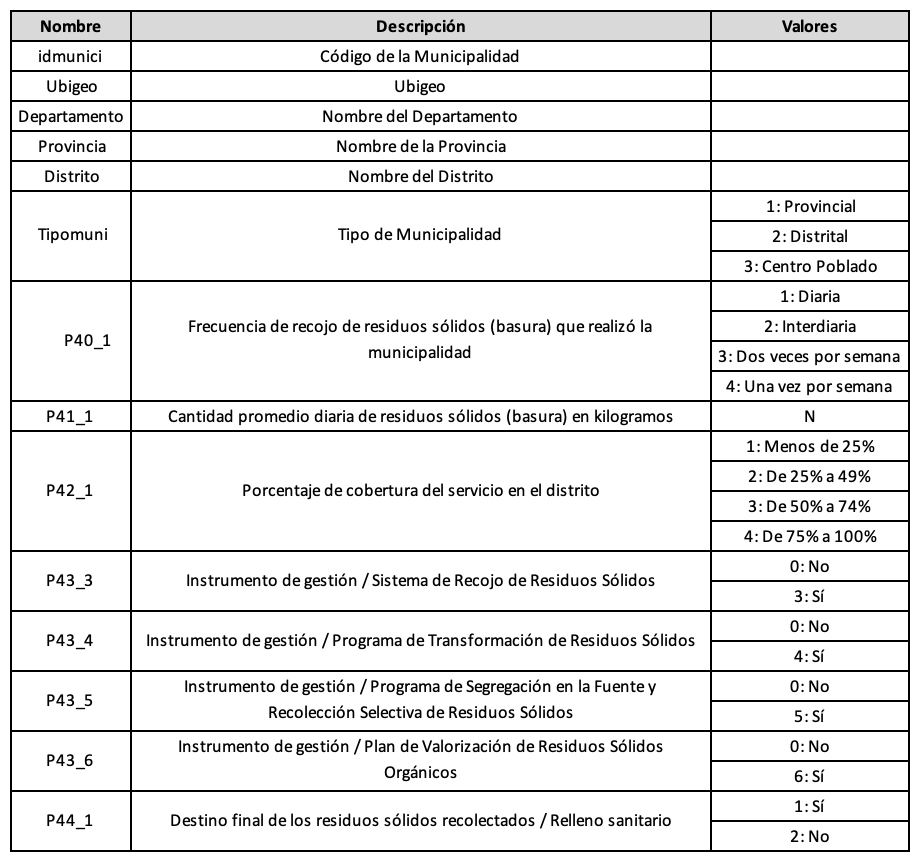 Nombre Descripción Valores
idmunici Código de la Municipalidad
Ubigeo Ubigeo
Departamento Nombre del Departamento
Provincia Nombre de la Provincia
Distrito Nombre del Distrito
Tipomuni Tipo de Municipalidad
1: Provincial
2: Distrital
3: Centro Poblado
P40_1
Frecuencia de recojo de residuos sólidos (basura) que realizó la
municipalidad
1: Diaria
2: Interdiaria
3: Dos veces por semana
4: Una vez por semana
P41_1 Cantidad promedio diaria de residuos sólidos (basura) en kilogramos N
P42_1 Porcentaje de cobertura del servicio en el distrito
1: Menos de 25%
2: De 25% a 49%
3: De 50% a 74%
4: De 75% a 100%
P43_3 Instrumento de gestión / Sistema de Recojo de Residuos Sólidos
0: No
3: Sí
P43_4 Instrumento de gestión / Programa de Transformación de Residuos Sólidos
0: No
4: Sí
P43_5
Instrumento de gestión / Programa de Segregación en la Fuente y
Recolección Selectiva de Residuos Sólidos
0: No
5: Sí
P43_6
Instrumento de gestión / Plan de Valorización de Residuos Sólidos
Orgánicos
0: No
6: Sí
P44_1 Destino final de los residuos sólidos recolectados / Relleno sanitario
1: Sí
2: No